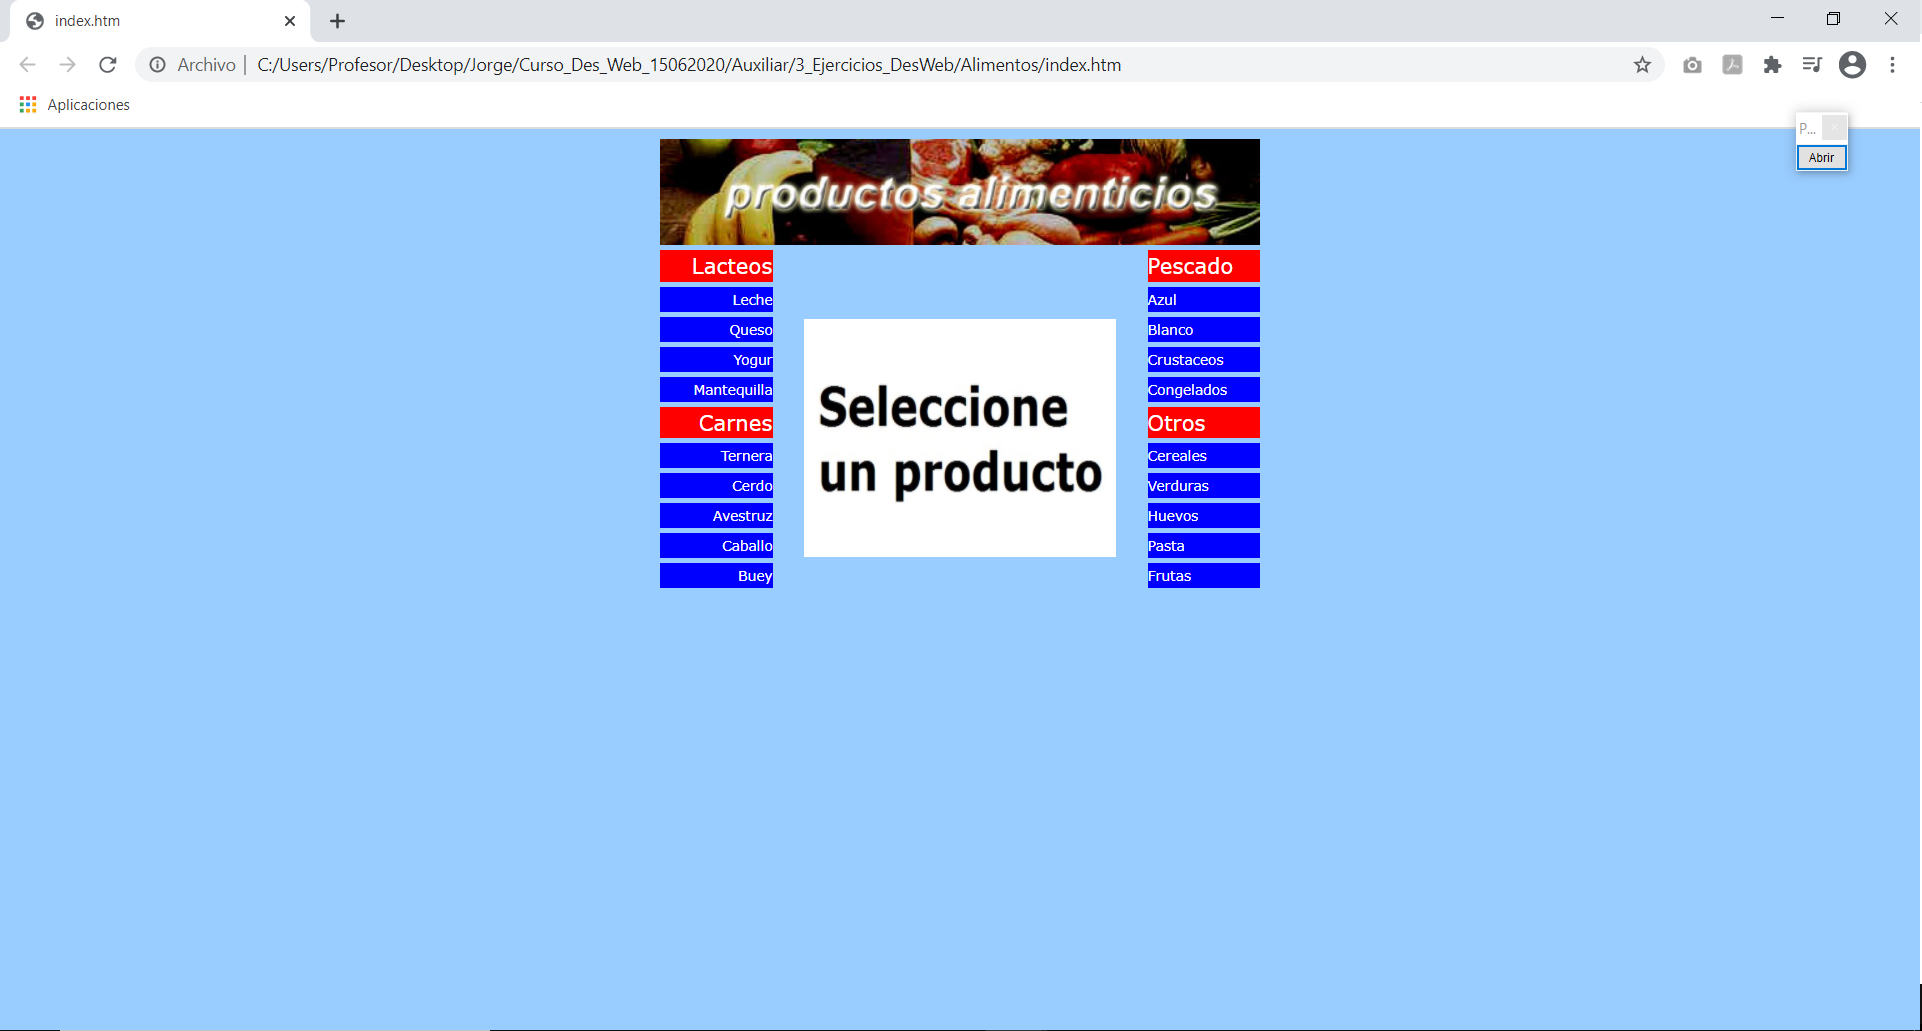 index.htm
Archivo | C:/Users/Profesor/Desktop/Jorge/Curso_Des_Web_15062020/Auxiliar/3_Ejercicios_DesWeb/Alimentos/index.htm
Aplicaciones
P...
Abrir
productos alimenticios
Lacteos
Leche
Queso
Yogur
Mantequilla
Carnes
Ternera
Cerdo
Avestruz
Caballo
Buey
Seleccione
un producto
Pescado
Azul
Blanco
Crustaceos
Congelados
Otros
Cereales
Verduras
Huevos
Pasta
Frutas